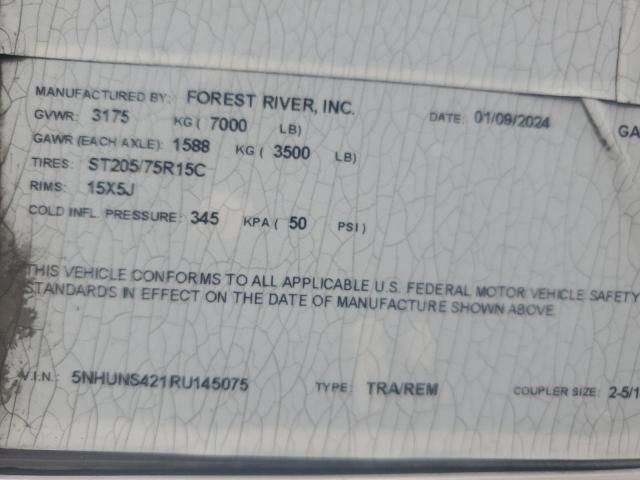 MANUFACTURED BY: FOREST RIVER, INC. DATE: 01/09/2024
GVWR: 3175 KG ( 7000 LB) GA
GAWR (EACH AXLE): 1588 KG ( 3500 LB)
TIRES: ST205/75R15C
RIMS: 15X5J
COLD INFL. PRESSURE: 345 KPA ( 50 PSI )
THIS VEHICLE CONFORMS TO ALL APPLICABLE U.S. FEDERAL MOTOR VEHICLE SAFETY
STANDARDS IN EFFECT ON THE DATE OF MANUFACTURE SHOWN ABOVE
V.I.N.: 5NHUNS421RU145075 TYPE: TRA/REM COUPLER SIZE: 2-5/1